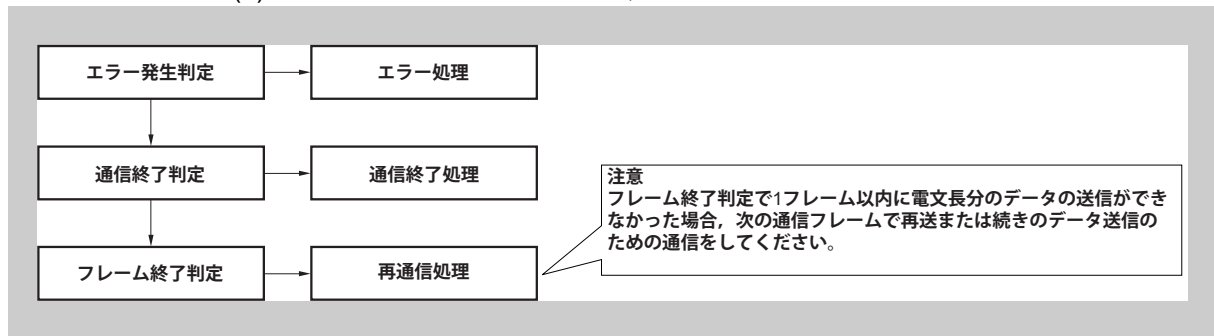 エラー発生判定
エラー処理
通信終了判定
通信終了処理
フレーム終了判定
再通信処理
注意
フレーム終了判定で1フレーム以内に電文長分のデータの送信ができ
なかった場合，次の通信フレームで再送または続きのデータ送信の
ための通信をしてください。